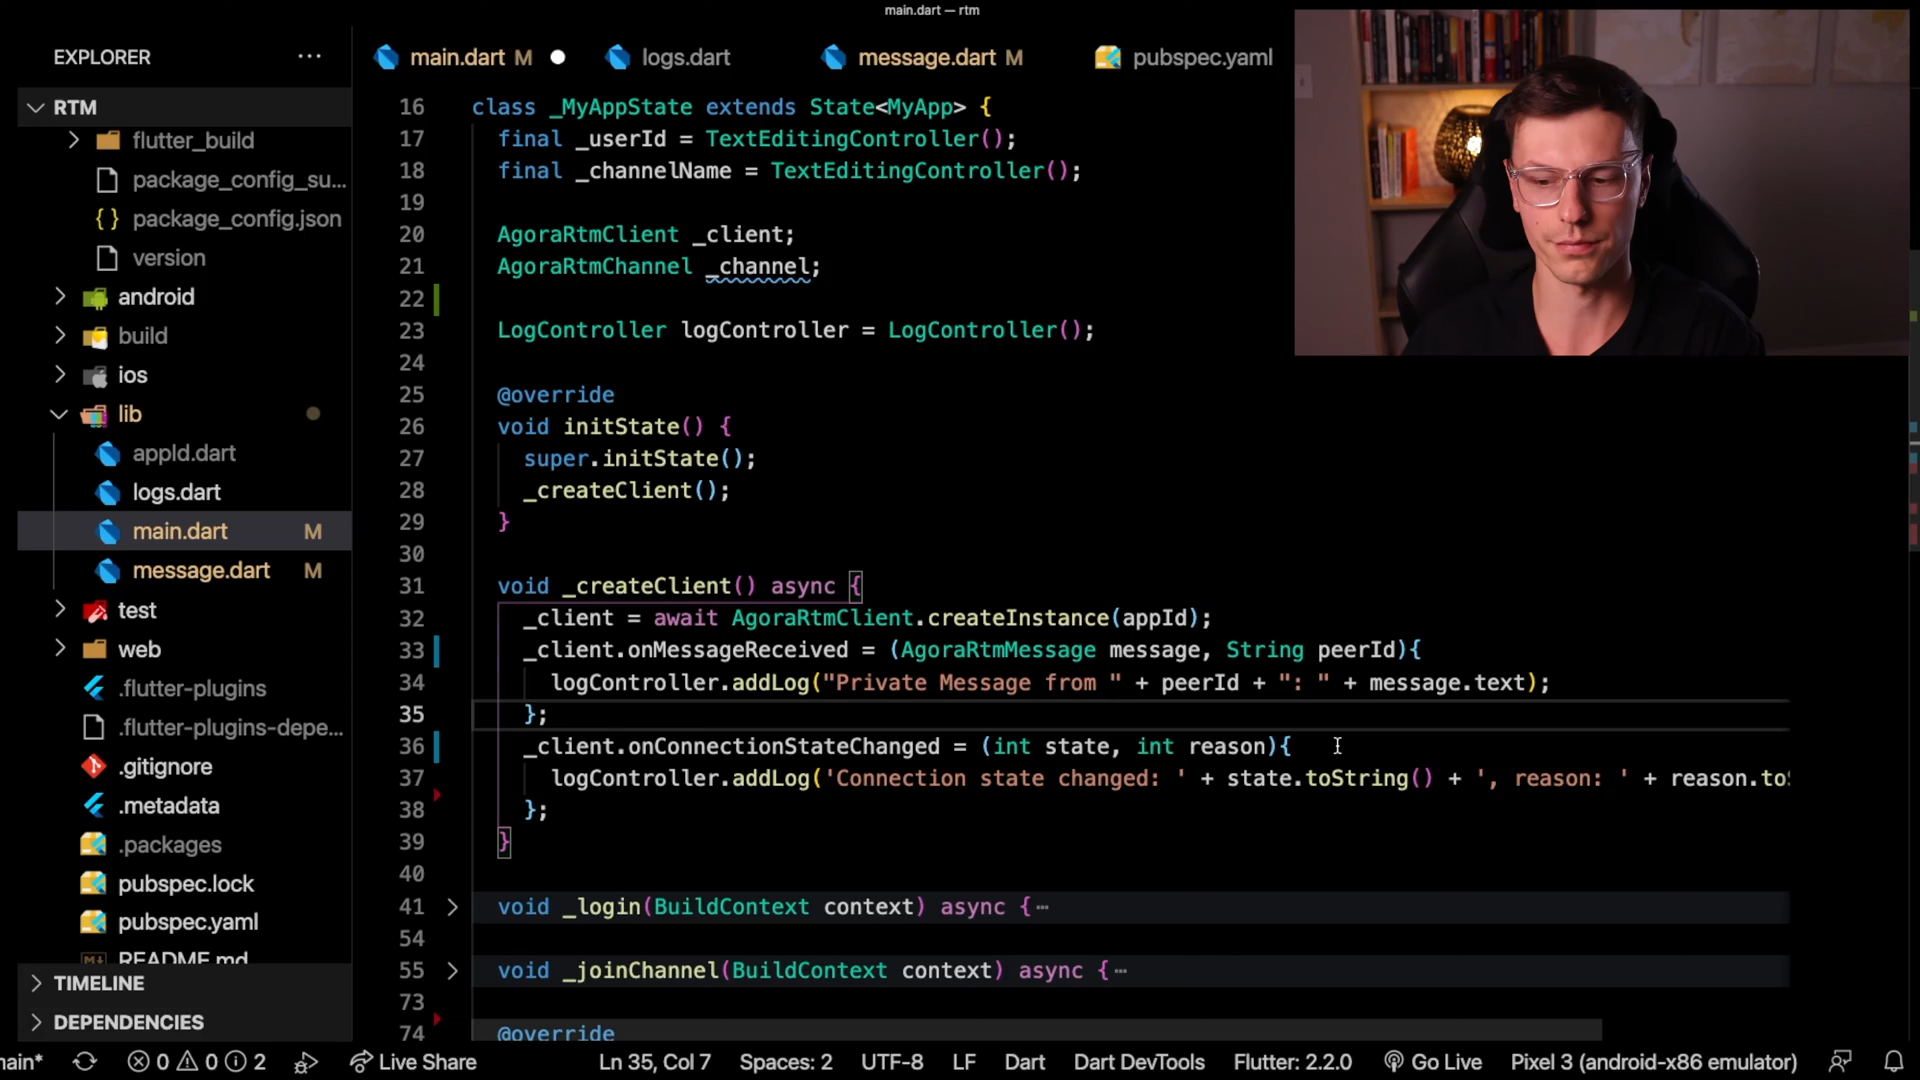 main.dart — rtm
EXPLORER
RTM
flutter_build
package_config_su...
package_config.json
version
android
build
ios
lib
appId.dart
logs.dart
main.dart M
message.dart M
test
web
.flutter-plugins
.flutter-plugins-depe...
.gitignore
.metadata
.packages
pubspec.lock
pubspec.yaml
README.md
TIMELINE
DEPENDENCIES
main.dart M logs.dart message.dart M pubspec.yaml
16 class _MyAppState extends State<MyApp> {
17 final _userId = TextEditingController();
18 final _channelName = TextEditingController();
19
20 AgoraRtmClient _client;
21 AgoraRtmChannel _channel;
22
23 LogController logController = LogController();
24
25 @override
26 void initState() {
27 super.initState();
28 _createClient();
29 }
30
31 void _createClient() async {
32 _client = await AgoraRtmClient.createInstance(appId);
33 _client.onMessageReceived = (AgoraRtmMessage message, String peerId){
34 logController.addLog("Private Message from " + peerId + ": " + message.text);
35 };
36 _client.onConnectionStateChanged = (int state, int reason){
37 logController.addLog('Connection state changed: ' + state.toString() + ', reason: ' + reason.to
38 };
39 }
40
41 void _login(BuildContext context) async {⋯
54
55 void _joinChannel(BuildContext context) async {⋯
73
74 @override
nain* 0 0 2 Live Share Ln 35, Col 7 Spaces: 2 UTF-8 LF Dart Dart DevTools Flutter: 2.2.0 Go Live Pixel 3 (android-x86 emulator)